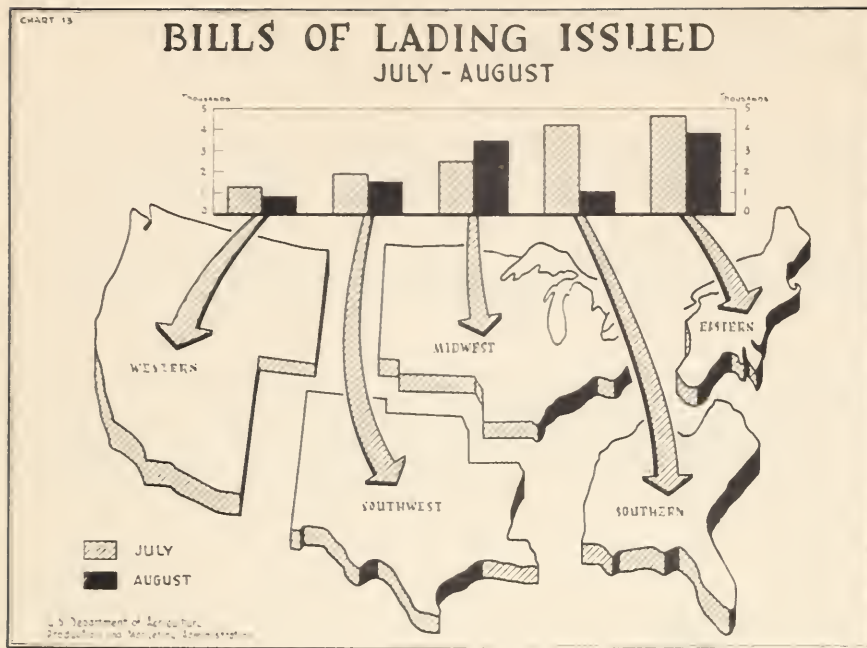 CHART 13
BILLS OF LADING ISSUED
JULY - AUGUST
THOUSANDS THOUSANDS
5 5
4 4
3 3
2 2
1 1
0 0
EASTERN
MIDWEST
WESTERN
SOUTHWEST
SOUTHERN
JULY
AUGUST
U.S. Department of Agriculture
Production and Marketing Administration